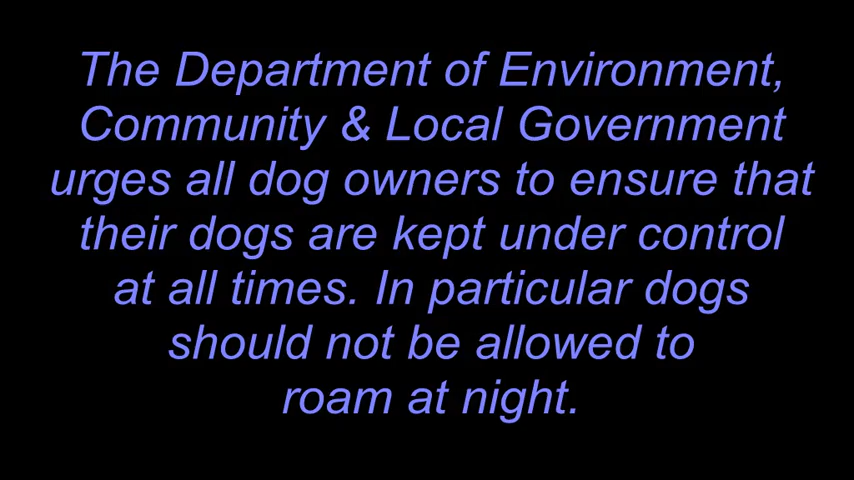 The Department of Environment,
Community & Local Government
urges all dog owners to ensure that
their dogs are kept under control
at all times. In particular dogs
should not be allowed to
roam at night.